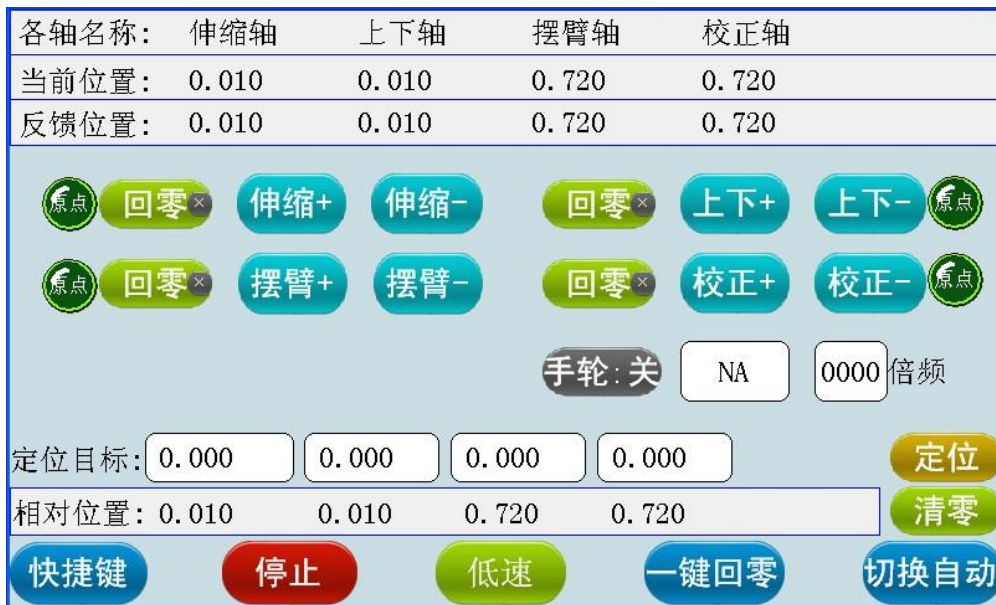 各轴名称: 伸缩轴 上下轴 摆臂轴 校正轴
当前位置: 0.010 0.010 0.720 0.720
反馈位置: 0.010 0.010 0.720 0.720
原点 回零 伸缩+ 伸缩- 回零 上下+ 上下- 原点
原点 回零 摆臂+ 摆臂- 回零 校正+ 校正- 原点
手轮:关 NA 0000 倍频
定位目标: 0.000 0.000 0.000 0.000 定位
相对位置: 0.010 0.010 0.720 0.720 清零
快捷键 停止 低速 一键回零 切换自动